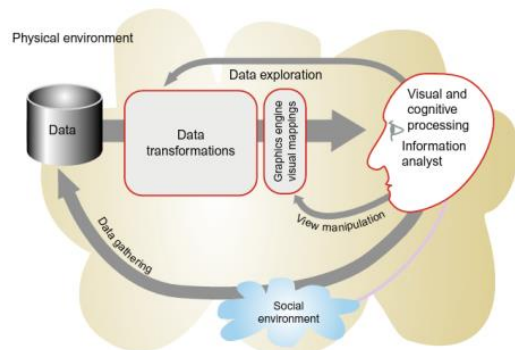 Physical environment
Data exploration
Visual and
cognitive
processing
Information
analyst
Data
Data
transformations
Graphics engine
visual mappings
View manipulation
Data gathering
Social
environment